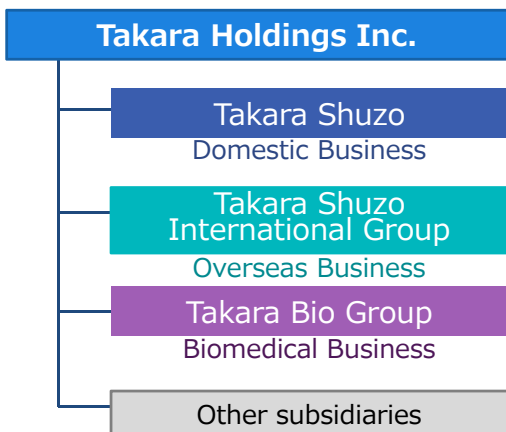 Takara Holdings Inc.
Takara Shuzo
Domestic Business
Takara Shuzo
International Group
Overseas Business
Takara Bio Group
Biomedical Business
Other subsidiaries